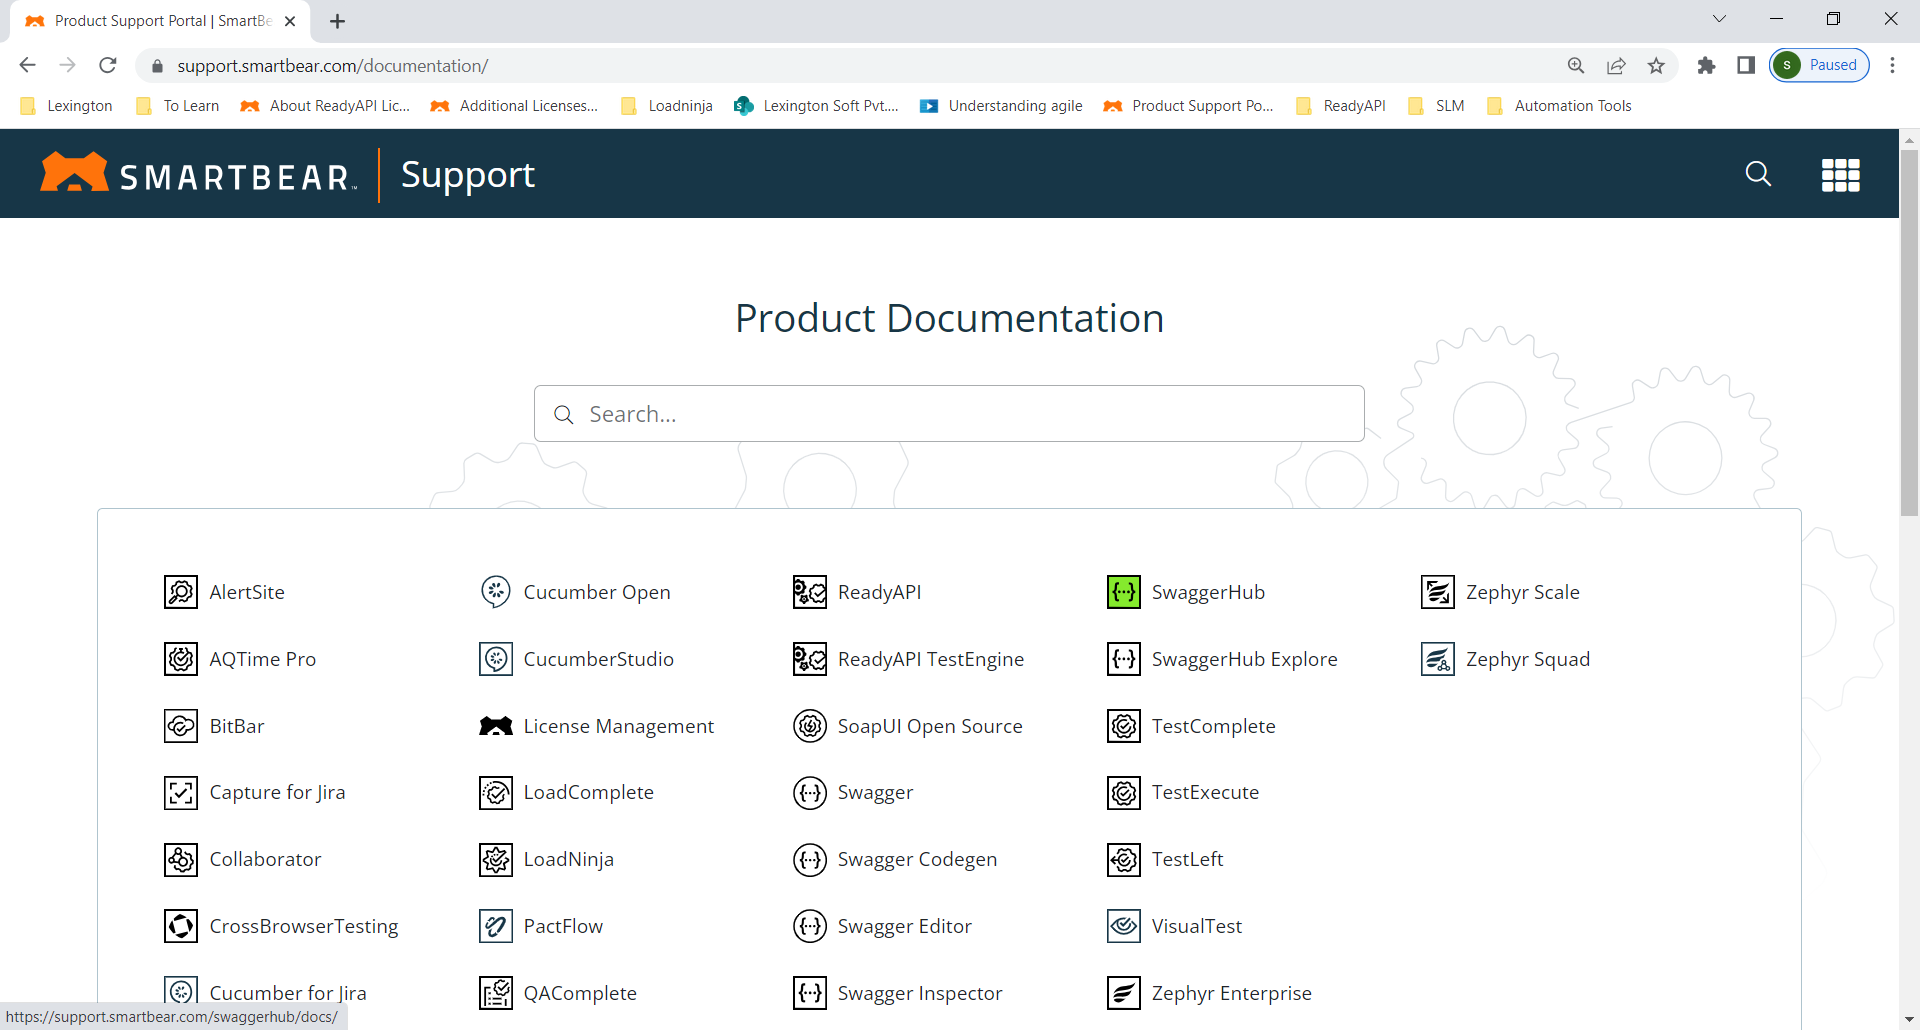 Product Support Portal | SmartBe
support.smartbear.com/documentation/
S Paused
Lexington To Learn About ReadyAPI Lic... Additional Licenses... Loadninja Lexington Soft Pvt.... Understanding agile Product Support Po... ReadyAPI SLM Automation Tools
SMARTBEAR™ Support
Product Documentation
Search...
AlertSite Cucumber Open ReadyAPI SwaggerHub Zephyr Scale
AQTime Pro CucumberStudio ReadyAPI TestEngine SwaggerHub Explore Zephyr Squad
BitBar License Management SoapUI Open Source TestComplete
Capture for Jira LoadComplete Swagger TestExecute
Collaborator LoadNinja Swagger Codegen TestLeft
CrossBrowserTesting PactFlow Swagger Editor VisualTest
Cucumber for Jira QAComplete Swagger Inspector Zephyr Enterprise
https://support.smartbear.com/swaggerhub/docs/